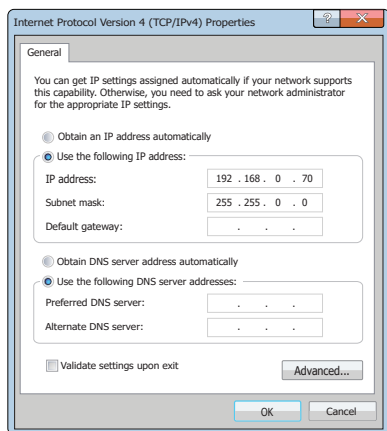 Internet Protocol Version 4 (TCP/IPv4) Properties
? X
General
You can get IP settings assigned automatically if your network supports
this capability. Otherwise, you need to ask your network administrator
for the appropriate IP settings.
Obtain an IP address automatically
Use the following IP address:
IP address: 192 . 168 . 0 . 70
Subnet mask: 255 . 255 . 0 . 0
Default gateway: . . .
Obtain DNS server address automatically
Use the following DNS server addresses:
Preferred DNS server: . . .
Alternate DNS server: . . .
Validate settings upon exit
Advanced...
OK Cancel